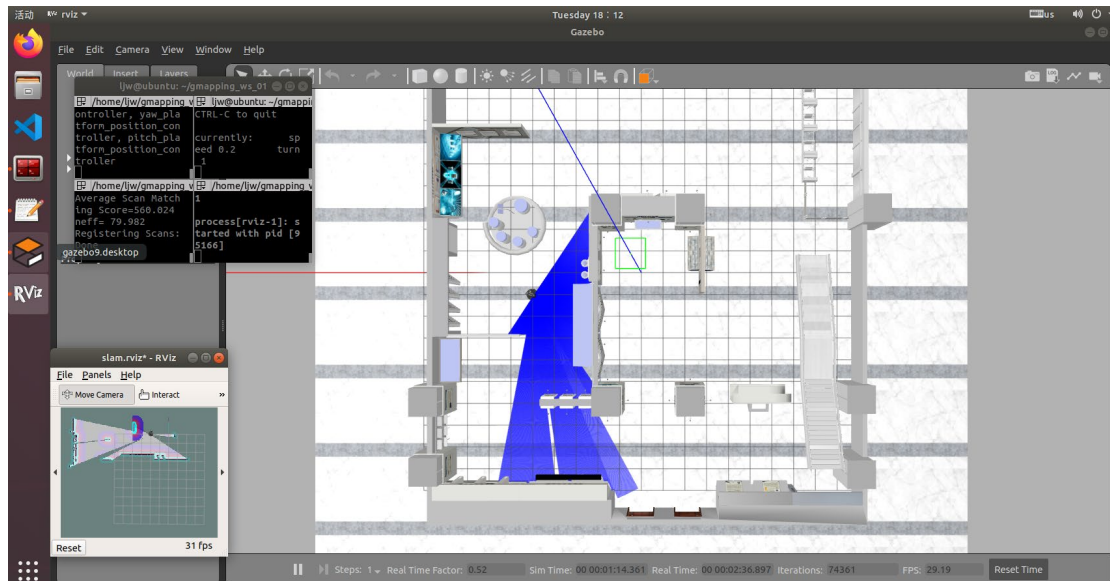 活动 rviz Tuesday 18：12 us
Gazebo
File Edit Camera View Window Help
World Insert Layers
ljw@ubuntu: ~/gmapping_ws_01
/home/ljw/gmapping_w
ontroller, yaw_pla
tform_position_con
troller, pitch_pla
tform_position_con
troller
ljw@ubuntu: ~/gmappin
CTRL-C to quit
currently: sp
eed 0.2 turn
1
/home/ljw/gmapping_w
Average Scan Match
ing Score=560.024
neff= 79.982
Registering Scans:
/home/ljw/gmapping_w
1
process[rviz-1]: s
tarted with pid [9
5166]
gazebo9.desktop
RViz
slam.rviz* - RViz
File Panels Help
Move Camera Interact »
Reset 31 fps
Steps: 1 Real Time Factor: 0.52 Sim Time: 00 00:01:14.361 Real Time: 00 00:02:36.897 Iterations: 74361 FPS: 29.19 Reset Time